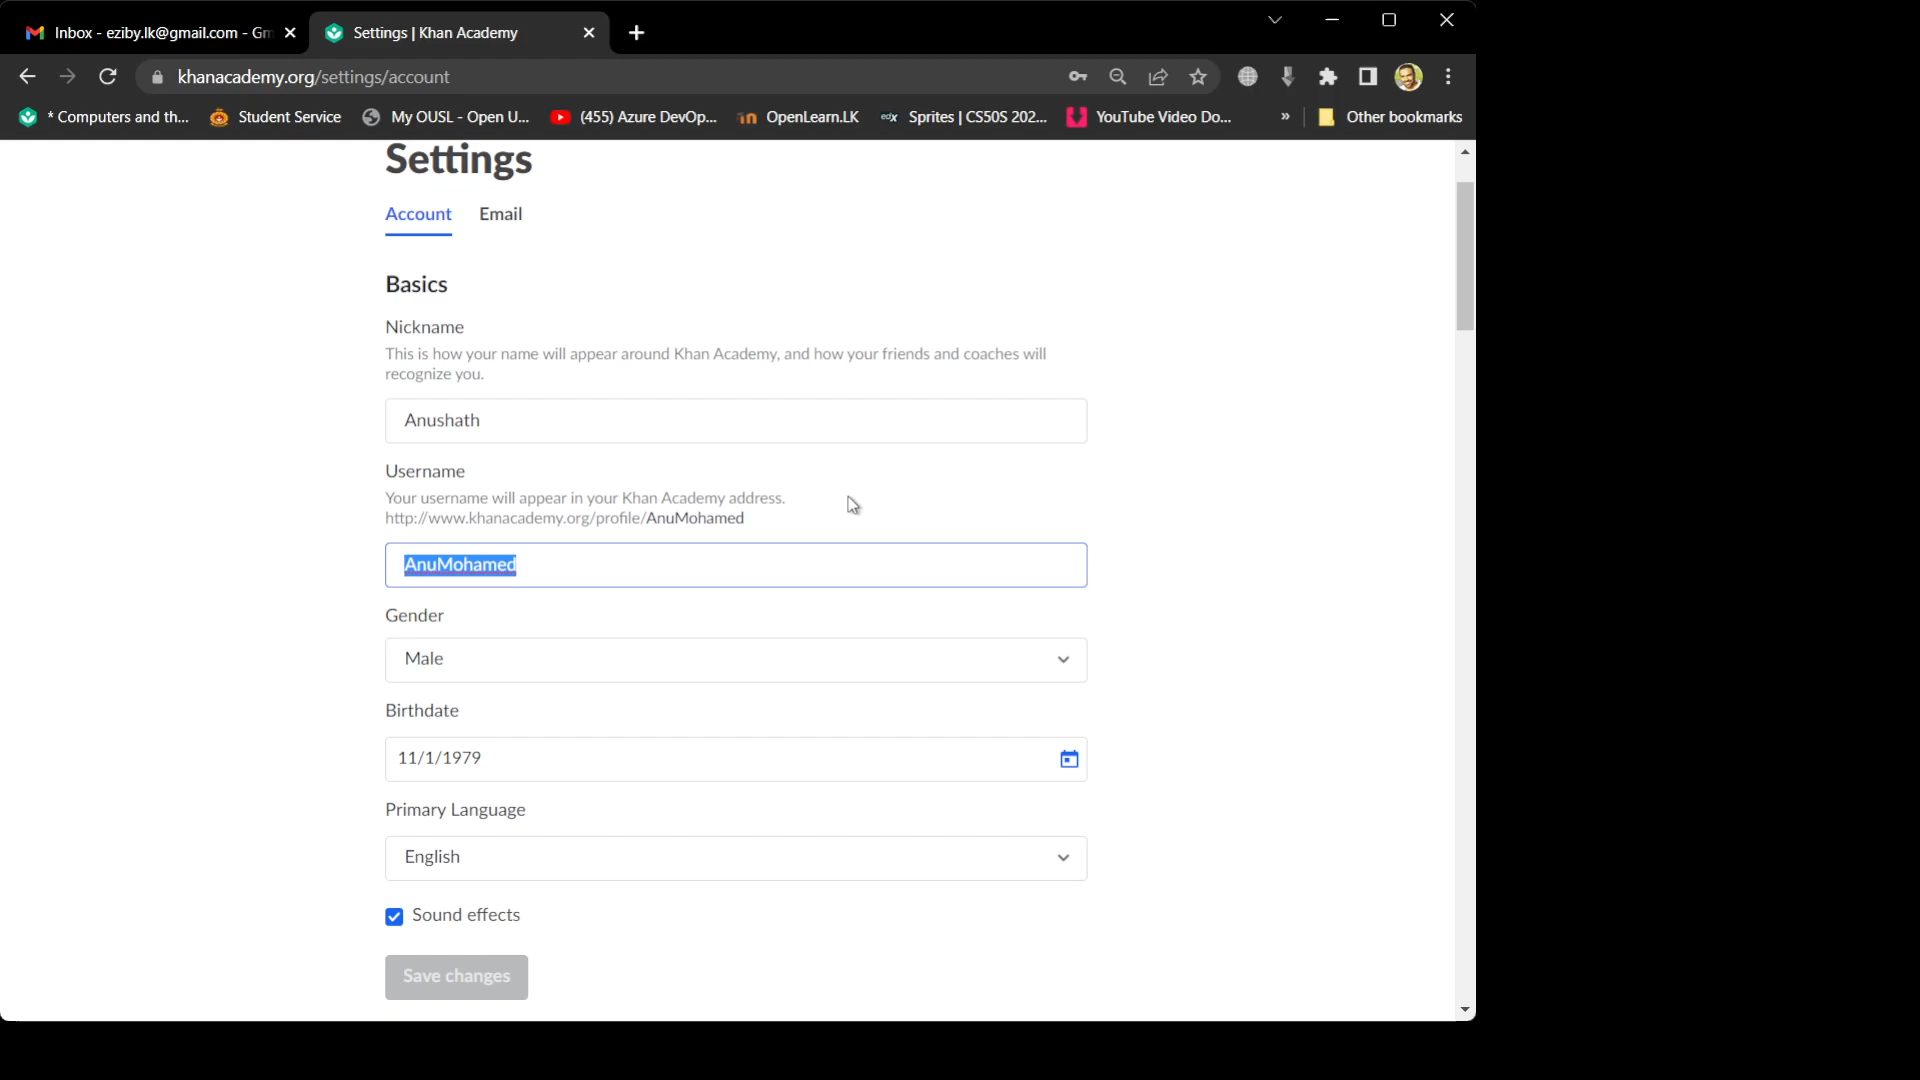 Inbox - eziby.lk@gmail.com - Gm
Settings | Khan Academy
khanacademy.org/settings/account
* Computers and th...
Student Service
My OUSL - Open U...
(455) Azure DevOp...
OpenLearn.LK
edX
Sprites | CS50S 202...
YouTube Video Do...
»
Other bookmarks
Settings
Account
Email
Basics
Nickname
This is how your name will appear around Khan Academy, and how your friends and coaches will
recognize you.
Anushath
Username
Your username will appear in your Khan Academy address.
http://www.khanacademy.org/profile/AnuMohamed
AnuMohamed
Gender
Male
Birthdate
11/1/1979
Primary Language
English
Sound effects
Save changes